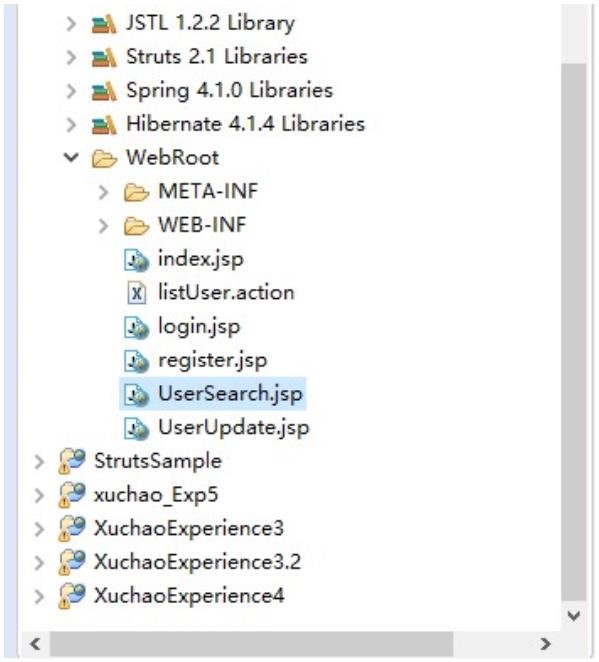 JSTL 1.2.2 Library
Struts 2.1 Libraries
Spring 4.1.0 Libraries
Hibernate 4.1.4 Libraries
WebRoot
META-INF
WEB-INF
index.jsp
listUser.action
login.jsp
register.jsp
UserSearch.jsp
UserUpdate.jsp
StrutsSample
xuchao_Exp5
XuchaoExperience3
XuchaoExperience3.2
XuchaoExperience4